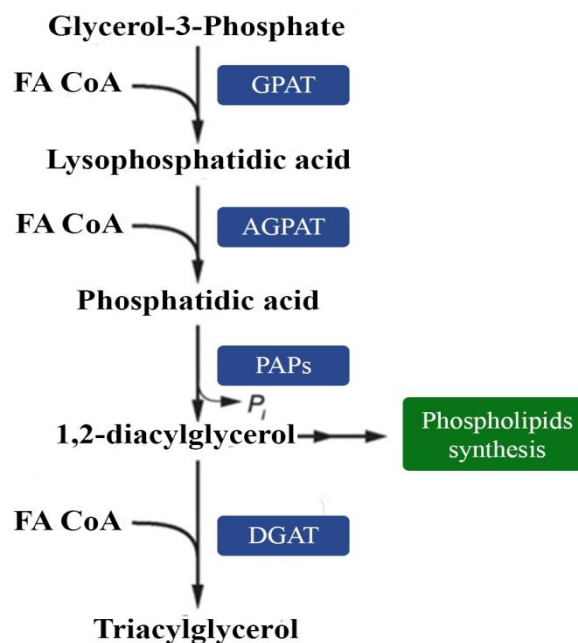 Glycerol-3-Phosphate
FA CoA
GPAT
Lysophosphatidic acid
FA CoA
AGPAT
Phosphatidic acid
PAPs
Pi
1,2-diacylglycerol
Phospholipids
synthesis
FA CoA
DGAT
Triacylglycerol